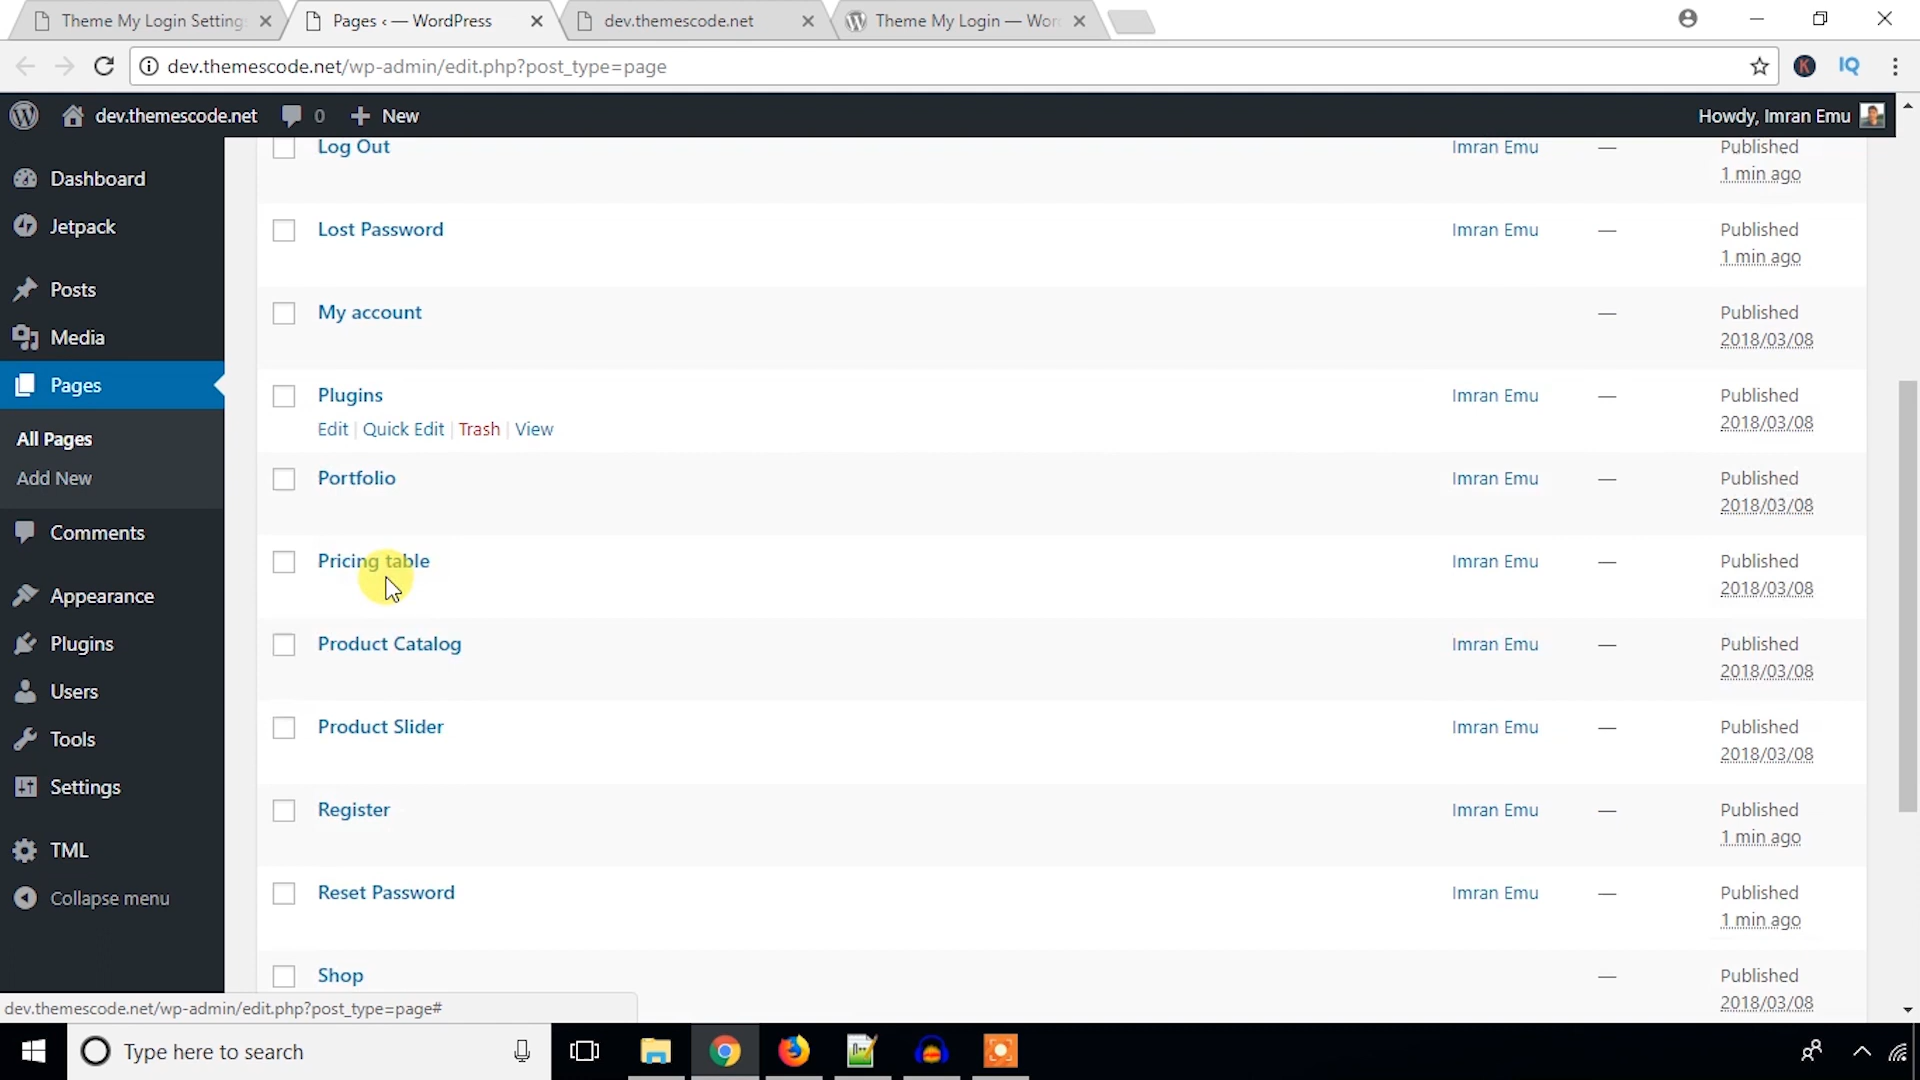 Theme My Login Setting
Pages ‹ — WordPress
dev.themescode.net
Theme My Login — Wor
dev.themescode.net/wp-admin/edit.php?post_type=page
K
IQ
dev.themescode.net
0
+ New
Howdy, Imran Emu
Dashboard
Jetpack
Posts
Media
Pages
All Pages
Add New
Comments
Appearance
Plugins
Users
Tools
Settings
TML
Collapse menu
Log Out
Imran Emu
—
Published
1 min ago
Lost Password
Imran Emu
—
Published
1 min ago
My account
—
Published
2018/03/08
Plugins
Imran Emu
—
Published
Edit | Quick Edit | Trash | View
2018/03/08
Portfolio
Imran Emu
—
Published
2018/03/08
Pricing table
Imran Emu
—
Published
2018/03/08
Product Catalog
Imran Emu
—
Published
2018/03/08
Product Slider
Imran Emu
—
Published
2018/03/08
Register
Imran Emu
—
Published
1 min ago
Reset Password
Imran Emu
—
Published
1 min ago
Shop
—
Published
2018/03/08
dev.themescode.net/wp-admin/edit.php?post_type=page#
Type here to search